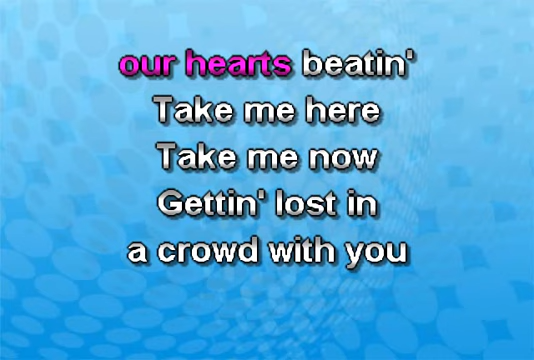 our hearts beatin'
Take me here
Take me now
Gettin' lost in
a crowd with you